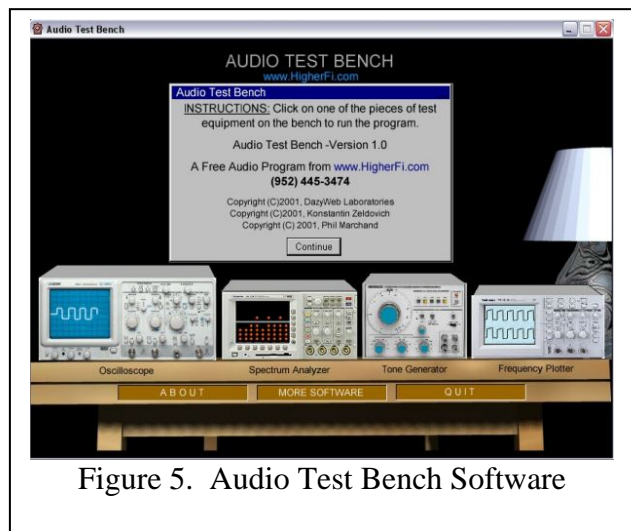 Audio Test Bench
AUDIO TEST BENCH
www.HigherFi.com
Audio Test Bench
INSTRUCTIONS: Click on one of the pieces of test
equipment on the bench to run the program.
Audio Test Bench -Version 1.0
A Free Audio Program from www.HigherFi.com
(952) 445-3474
Copyright (C)2001, DazyWeb Laboratories
Copyright (C)2001, Konstantin Zeldovich
Copyright (C) 2001, Phil Marchand
Continue
Oscilloscope
Spectrum Analyzer
Tone Generator
Frequency Plotter
ABOUT
MORE SOFTWARE
QUIT
Figure 5. Audio Test Bench Software